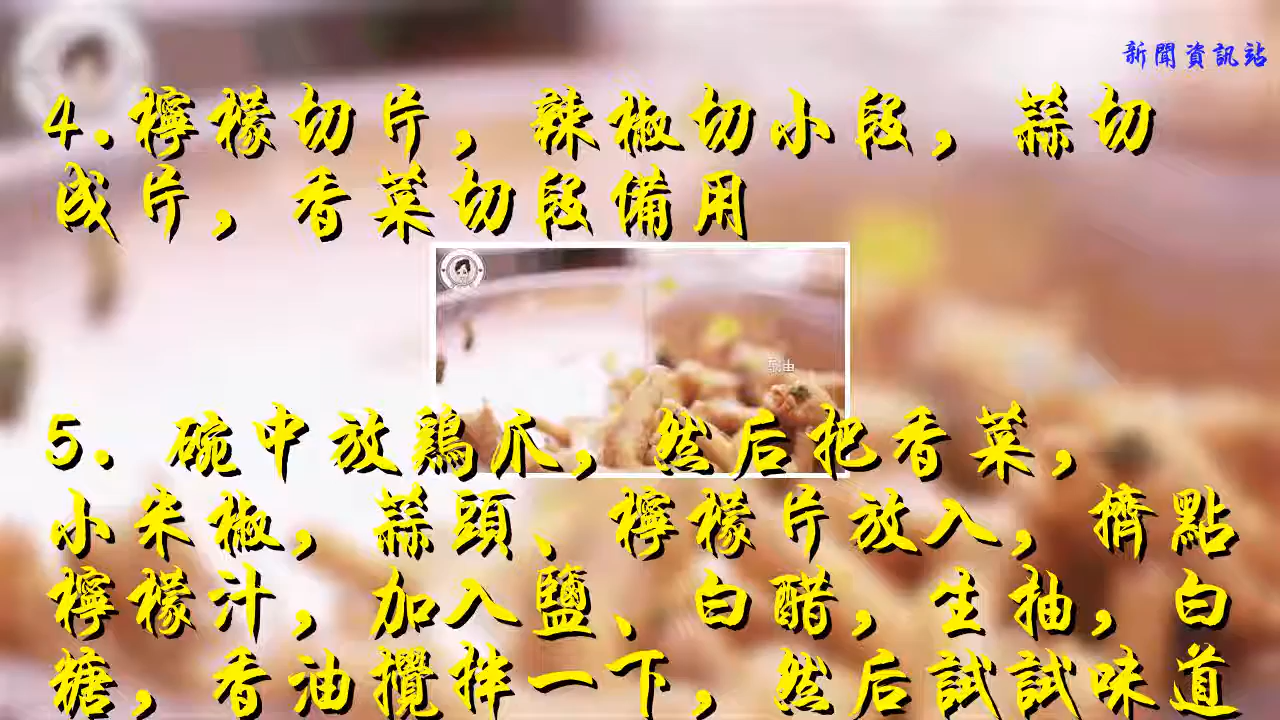 新聞資訊站
4.檸檬切片，辣椒切小段，蒜切
成片，香菜切段備用
5. 碗中放鷄爪，然后把香菜，
小米椒，蒜頭、檸檬片放入，擠點
檸檬汁，加入鹽、白醋，生抽，白
糖，香油攪拌一下，然后試試味道